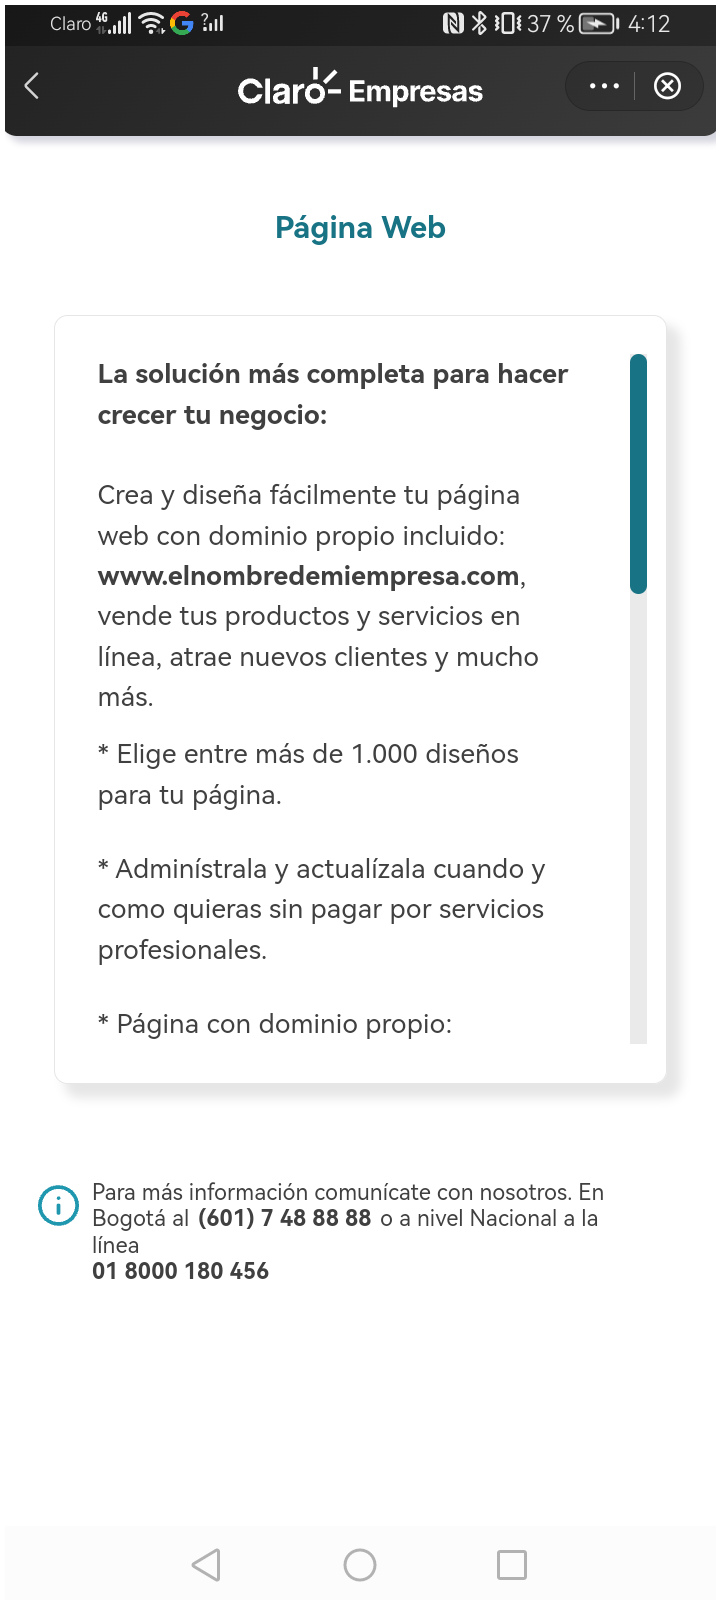 Claro 4G ? 37 % 4:12
Claro- Empresas
Página Web
La solución más completa para hacer
crecer tu negocio:
Crea y diseña fácilmente tu página
web con dominio propio incluido:
www.elnombredemiempresa.com,
vende tus productos y servicios en
línea, atrae nuevos clientes y mucho
más.
* Elige entre más de 1.000 diseños
para tu página.
* Adminístrala y actualízala cuando y
como quieras sin pagar por servicios
profesionales.
* Página con dominio propio:
Para más información comunícate con nosotros. En
Bogotá al (601) 7 48 88 88 o a nivel Nacional a la
línea
01 8000 180 456